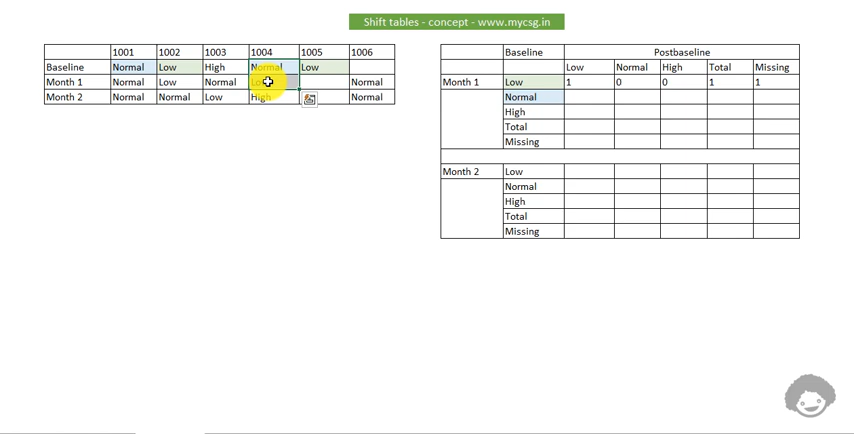 Shift tables - concept - www.mycsg.in
1001 1002 1003 1004 1005 1006
Baseline Normal Low High Normal Low
Month 1 Normal Low Normal Low Normal
Month 2 Normal Normal Low High Normal
Baseline Postbaseline
Low Normal High Total Missing
Month 1 Low 1 0 0 1 1
Normal
High
Total
Missing
Month 2 Low
Normal
High
Total
Missing